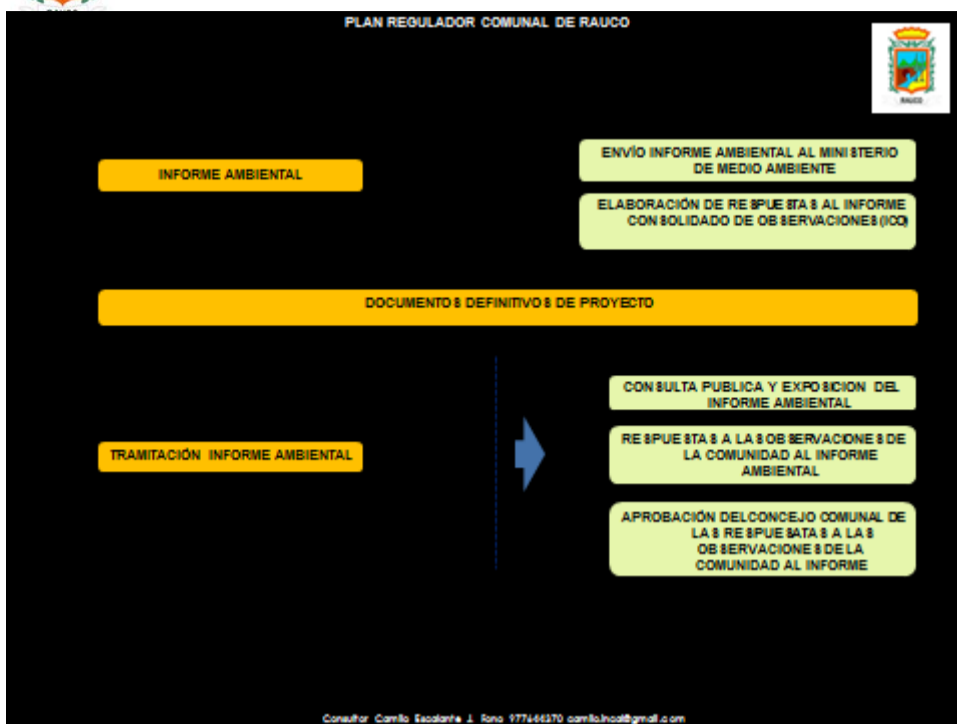 RAUCO
PLAN REGULADOR COMUNAL DE RAUCO
RAUCO
INFORME AMBIENTAL
ENVÍO INFORME AMBIENTAL AL MINISTERIO
DE MEDIO AMBIENTE
ELABORACIÓN DE RESPUESTAS AL INFORME
CONSOLIDADO DE OBSERVACIONES(ICO)
DOCUMENTOS DEFINITIVOS DE PROYECTO
TRAMITACIÓN INFORME AMBIENTAL
CONSULTA PUBLICA Y EXPOSICION DEL
INFORME AMBIENTAL
RESPUESTAS A LAS OBSERVACIONES DE
LA COMUNIDAD AL INFORME
AMBIENTAL
APROBACIÓN DEL CONCEJO COMUNAL DE
LAS RESPUESATAS A LAS
OBSERVACIONES DE LA
COMUNIDAD AL INFORME
Consultor Camilo Escalante J. Fono 977466370